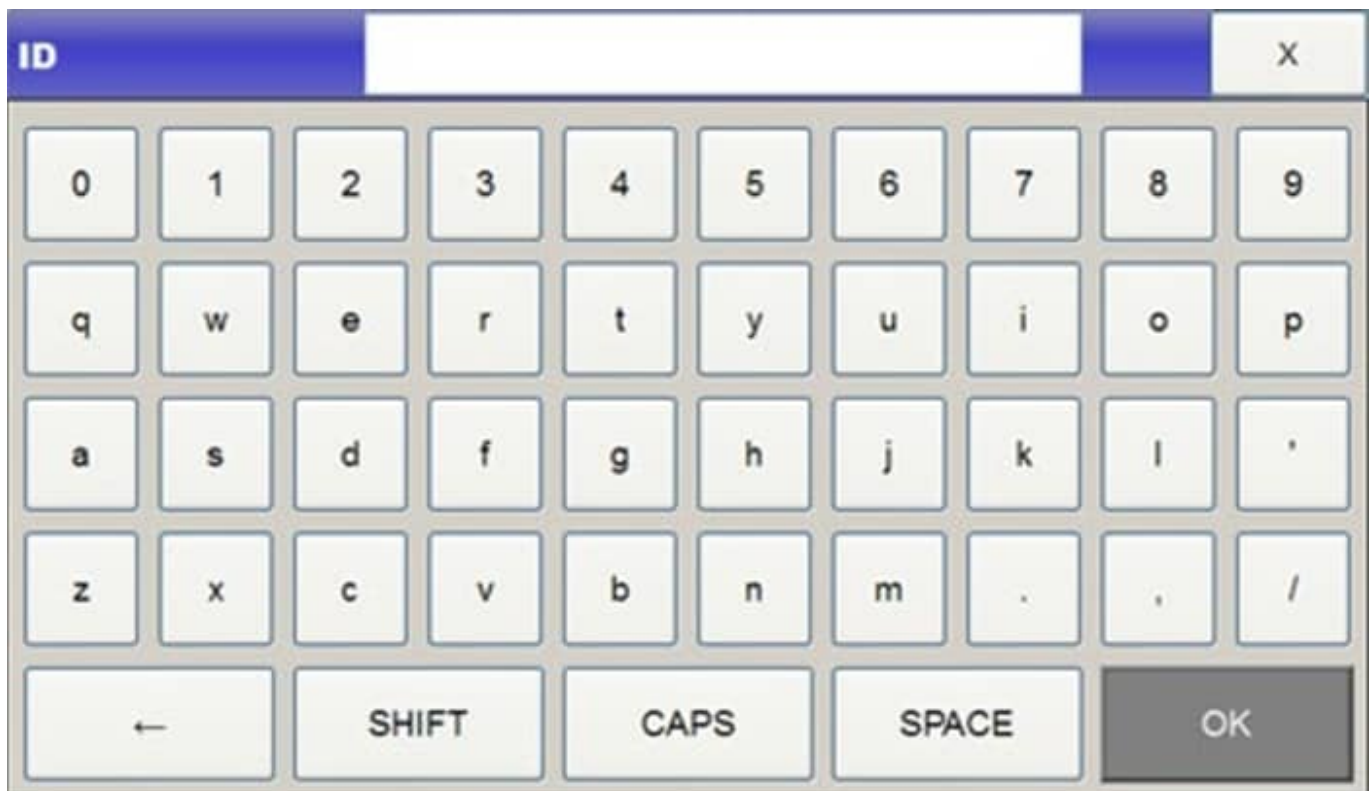 ID X
0 1 2 3 4 5 6 7 8 9
q w e r t y u i o p
a s d f g h j k l '
z x c v b n m . , /
← SHIFT CAPS SPACE OK